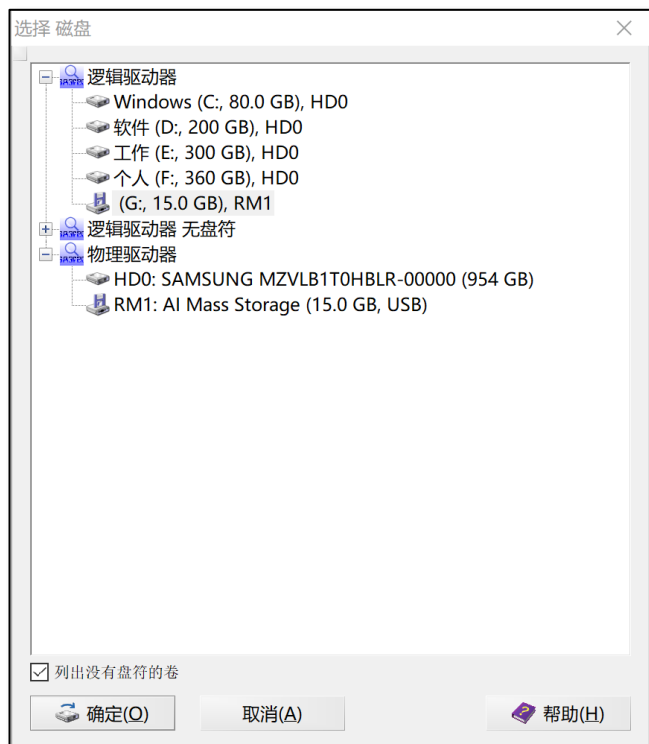 选择 磁盘
逻辑驱动器
Windows (C:, 80.0 GB), HD0
软件 (D:, 200 GB), HD0
工作 (E:, 300 GB), HD0
个人 (F:, 360 GB), HD0
(G:, 15.0 GB), RM1
逻辑驱动器 无盘符
物理驱动器
HD0: SAMSUNG MZVLB1T0HBLR-00000 (954 GB)
RM1: AI Mass Storage (15.0 GB, USB)
列出没有盘符的卷
确定(O) 取消(A) 帮助(H)